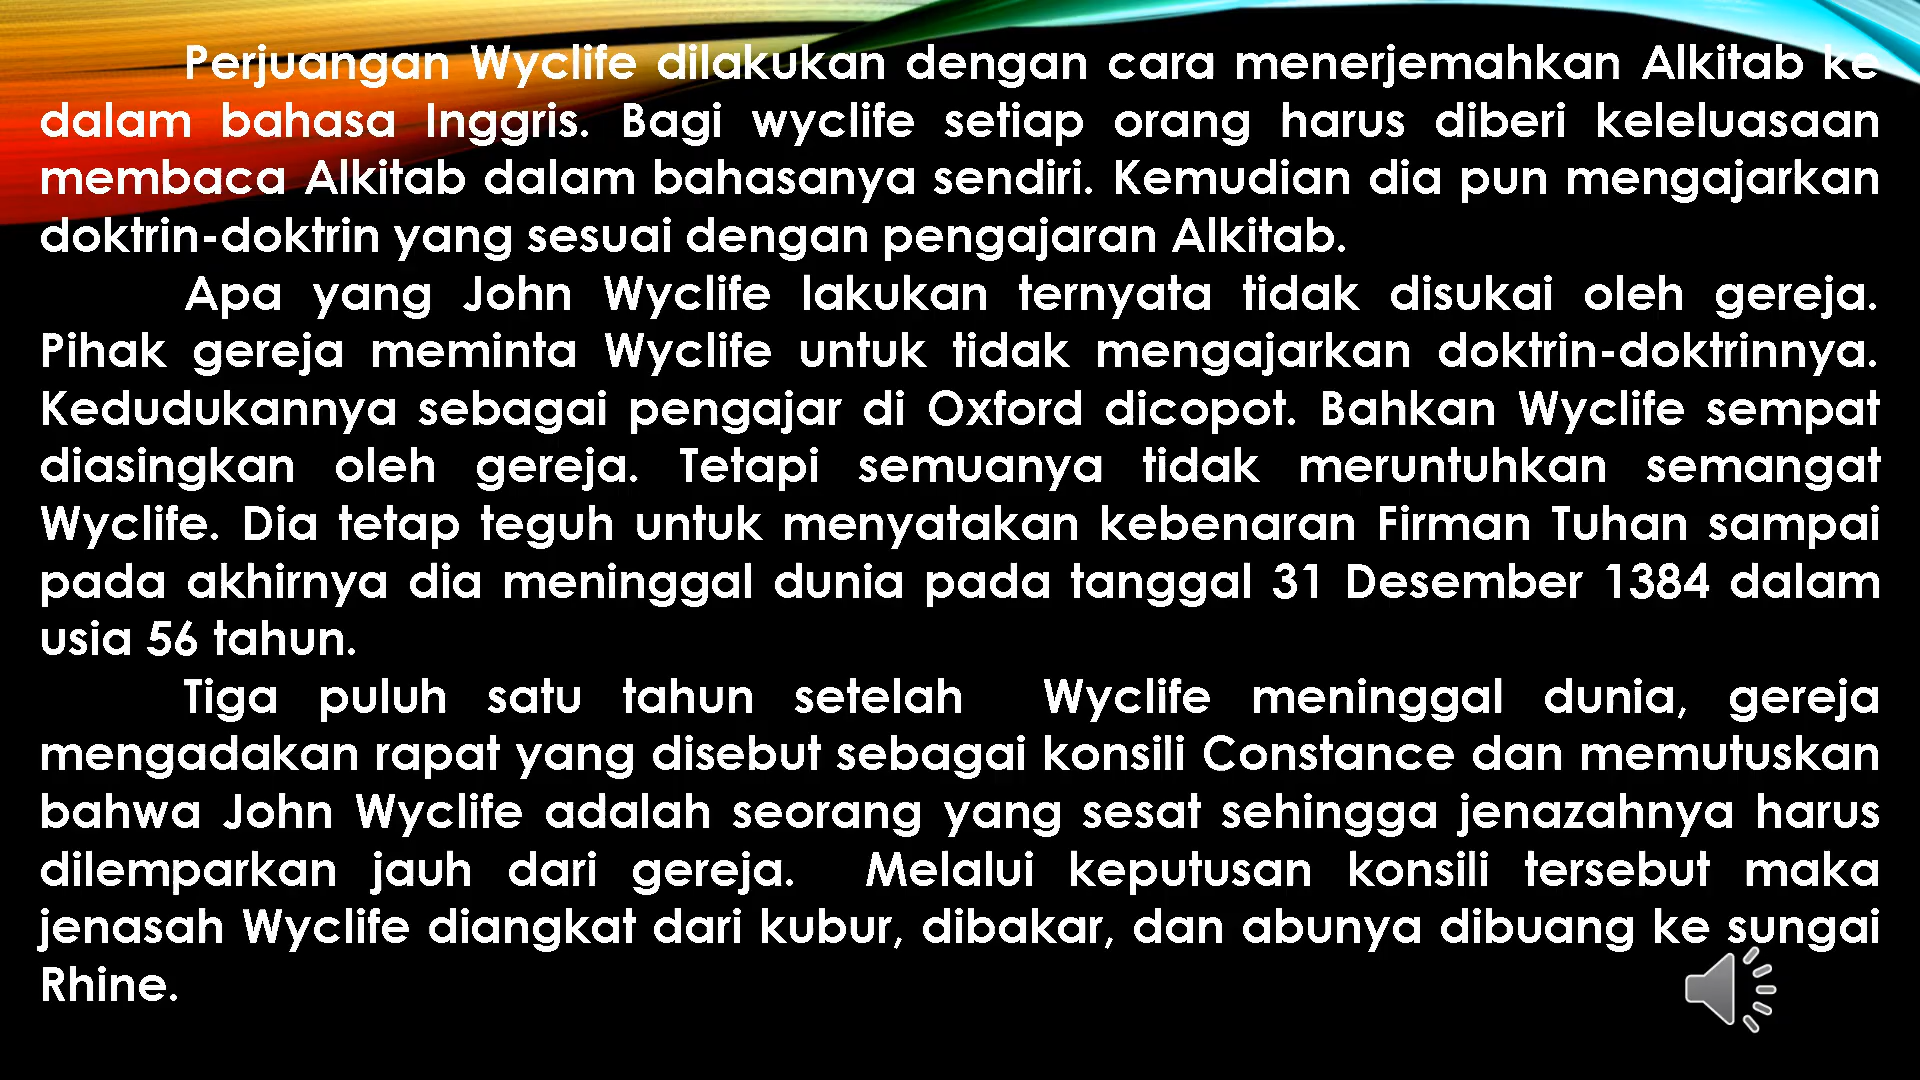 Perjuangan Wyclife dilakukan dengan cara menerjemahkan Alkitab ke
dalam bahasa Inggris. Bagi wyclife setiap orang harus diberi keleluasaan
membaca Alkitab dalam bahasanya sendiri. Kemudian dia pun mengajarkan
doktrin-doktrin yang sesuai dengan pengajaran Alkitab.
Apa yang John Wyclife lakukan ternyata tidak disukai oleh gereja.
Pihak gereja meminta Wyclife untuk tidak mengajarkan doktrin-doktrinnya.
Kedudukannya sebagai pengajar di Oxford dicopot. Bahkan Wyclife sempat
diasingkan oleh gereja. Tetapi semuanya tidak meruntuhkan semangat
Wyclife. Dia tetap teguh untuk menyatakan kebenaran Firman Tuhan sampai
pada akhirnya dia meninggal dunia pada tanggal 31 Desember 1384 dalam
usia 56 tahun.
Tiga puluh satu tahun setelah Wyclife meninggal dunia, gereja
mengadakan rapat yang disebut sebagai konsili Constance dan memutuskan
bahwa John Wyclife adalah seorang yang sesat sehingga jenazahnya harus
dilemparkan jauh dari gereja. Melalui keputusan konsili tersebut maka
jenasah Wyclife diangkat dari kubur, dibakar, dan abunya dibuang ke sungai
Rhine.